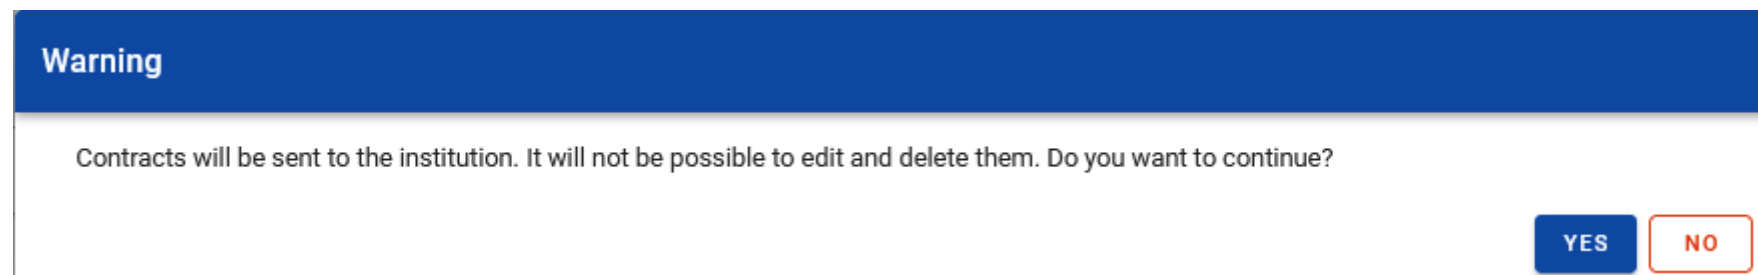 Warning
Contracts will be sent to the institution. It will not be possible to edit and delete them. Do you want to continue?
YES NO